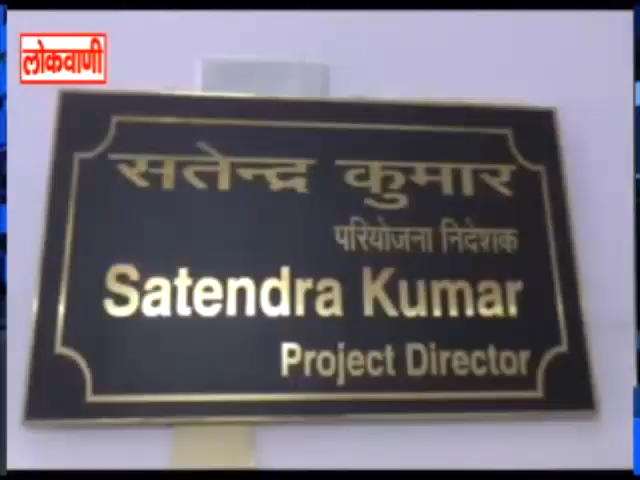 लोकवाणी
सतेन्द्र कुमार
परियोजना निदेशक
Satendra Kumar
Project Director